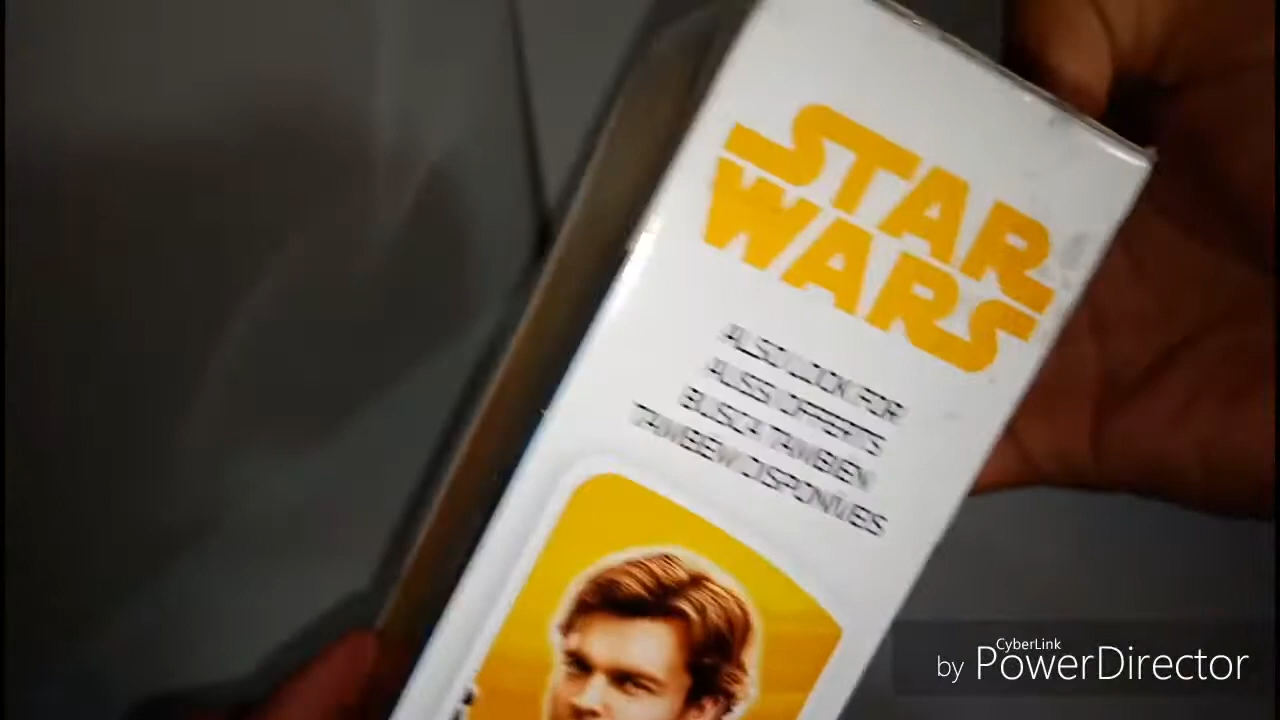 STAR
WARS
ALSO LOOK FOR
AUSSI OFFERTS
BUSCA TAMBIÉN
TAMBÉM DISPONÍVEIS
CyberLink
by PowerDirector